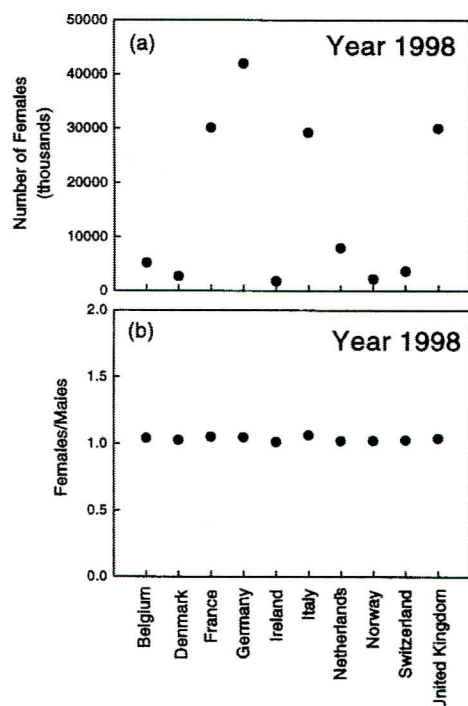 (a)
Year 1998
50000
40000
30000
20000
10000
0
Number of Females
(thousands)
(b)
Year 1998
2.0
1.5
1.0
0.5
0.0
Females/Males
Belgium
Denmark
France
Germany
Ireland
Italy
Netherlands
Norway
Switzerland
United Kingdom